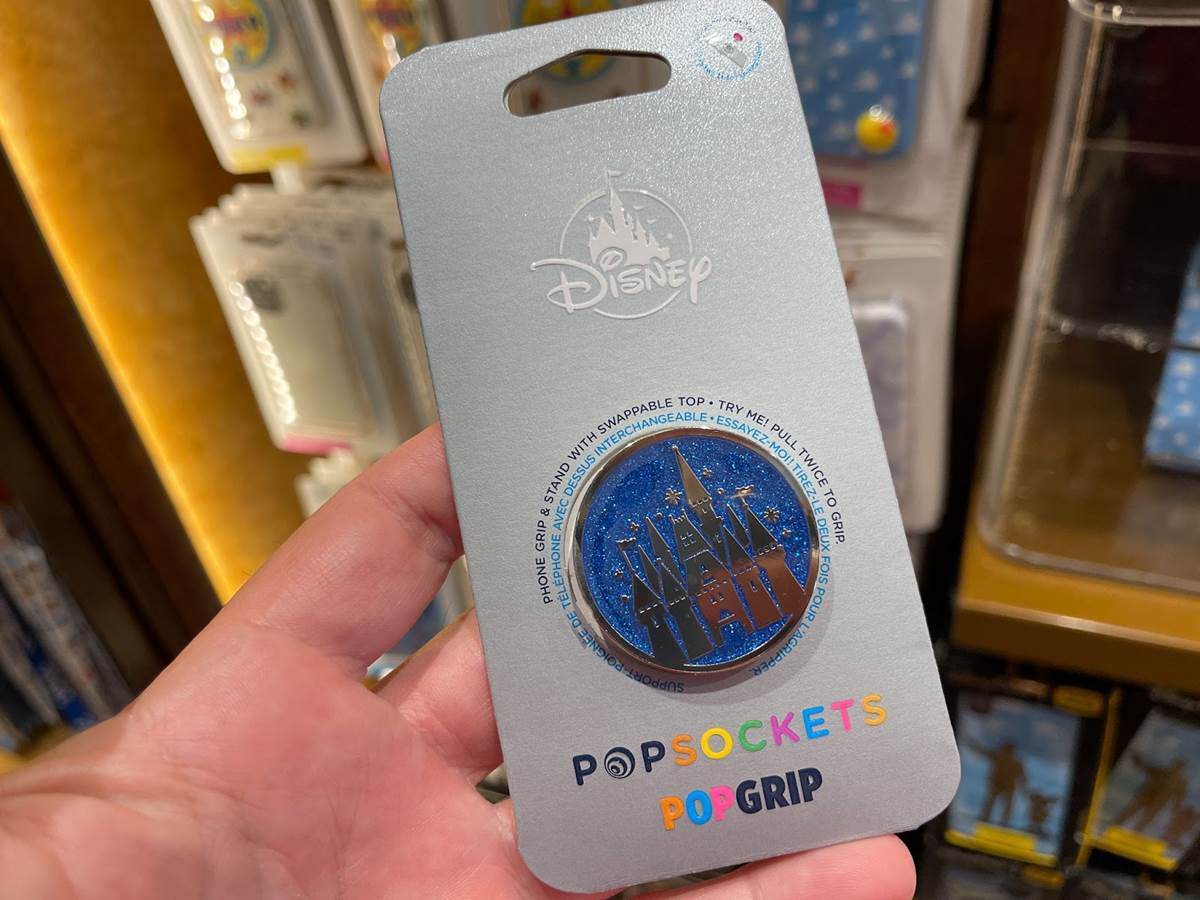 DISNEY
PHONE GRIP & STAND WITH SWAPPABLE TOP • TRY ME! PULL TWICE TO GRIP.
SUPPORT-POIGNÉE DE TÉLÉPHONE AVEC DESSUS INTERCHANGEABLE • ESSAYEZ-MOI! TIREZ-LE DEUX FOIS POUR L'AGRIPPER.
POPSOCKETS
POPGRIP